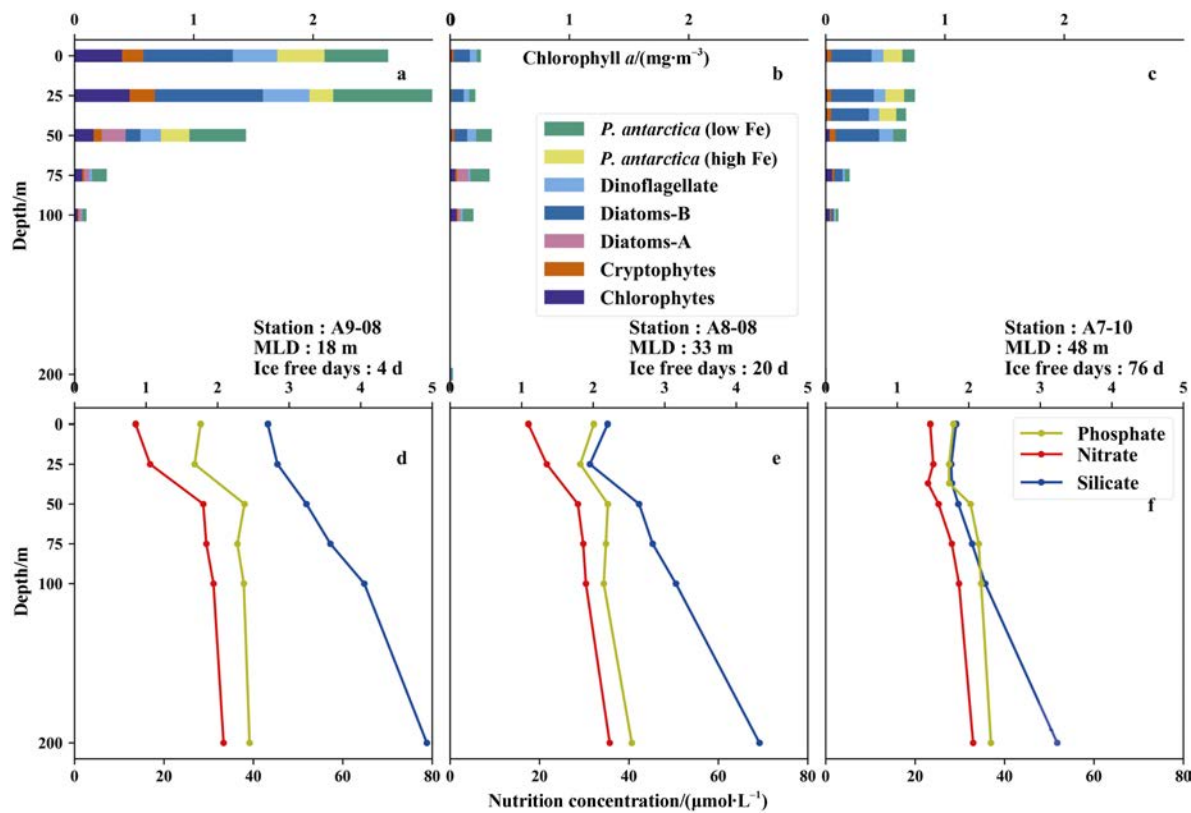 0 1 2
0 0 1 2
0 1 2
0
25
50
75
100
200
Depth/m
a
Chlorophyll a/(mg·m⁻³)
b
c
P. antarctica (low Fe)
P. antarctica (high Fe)
Dinoflagellate
Diatoms-B
Diatoms-A
Cryptophytes
Chlorophytes
Station : A9-08
MLD : 18 m
Ice free days : 4 d
Station : A8-08
MLD : 33 m
Ice free days : 20 d
Station : A7-10
MLD : 48 m
Ice free days : 76 d
0 1 2 3 4 5
0 1 2 3 4 5
0 1 2 3 4 5
0
25
50
75
100
200
Depth/m
d
e
Phosphate
Nitrate
Silicate
f
0 20 40 60 80
0 20 40 60 80
0 20 40 60 80
Nutrition concentration/(μmol·L⁻¹)